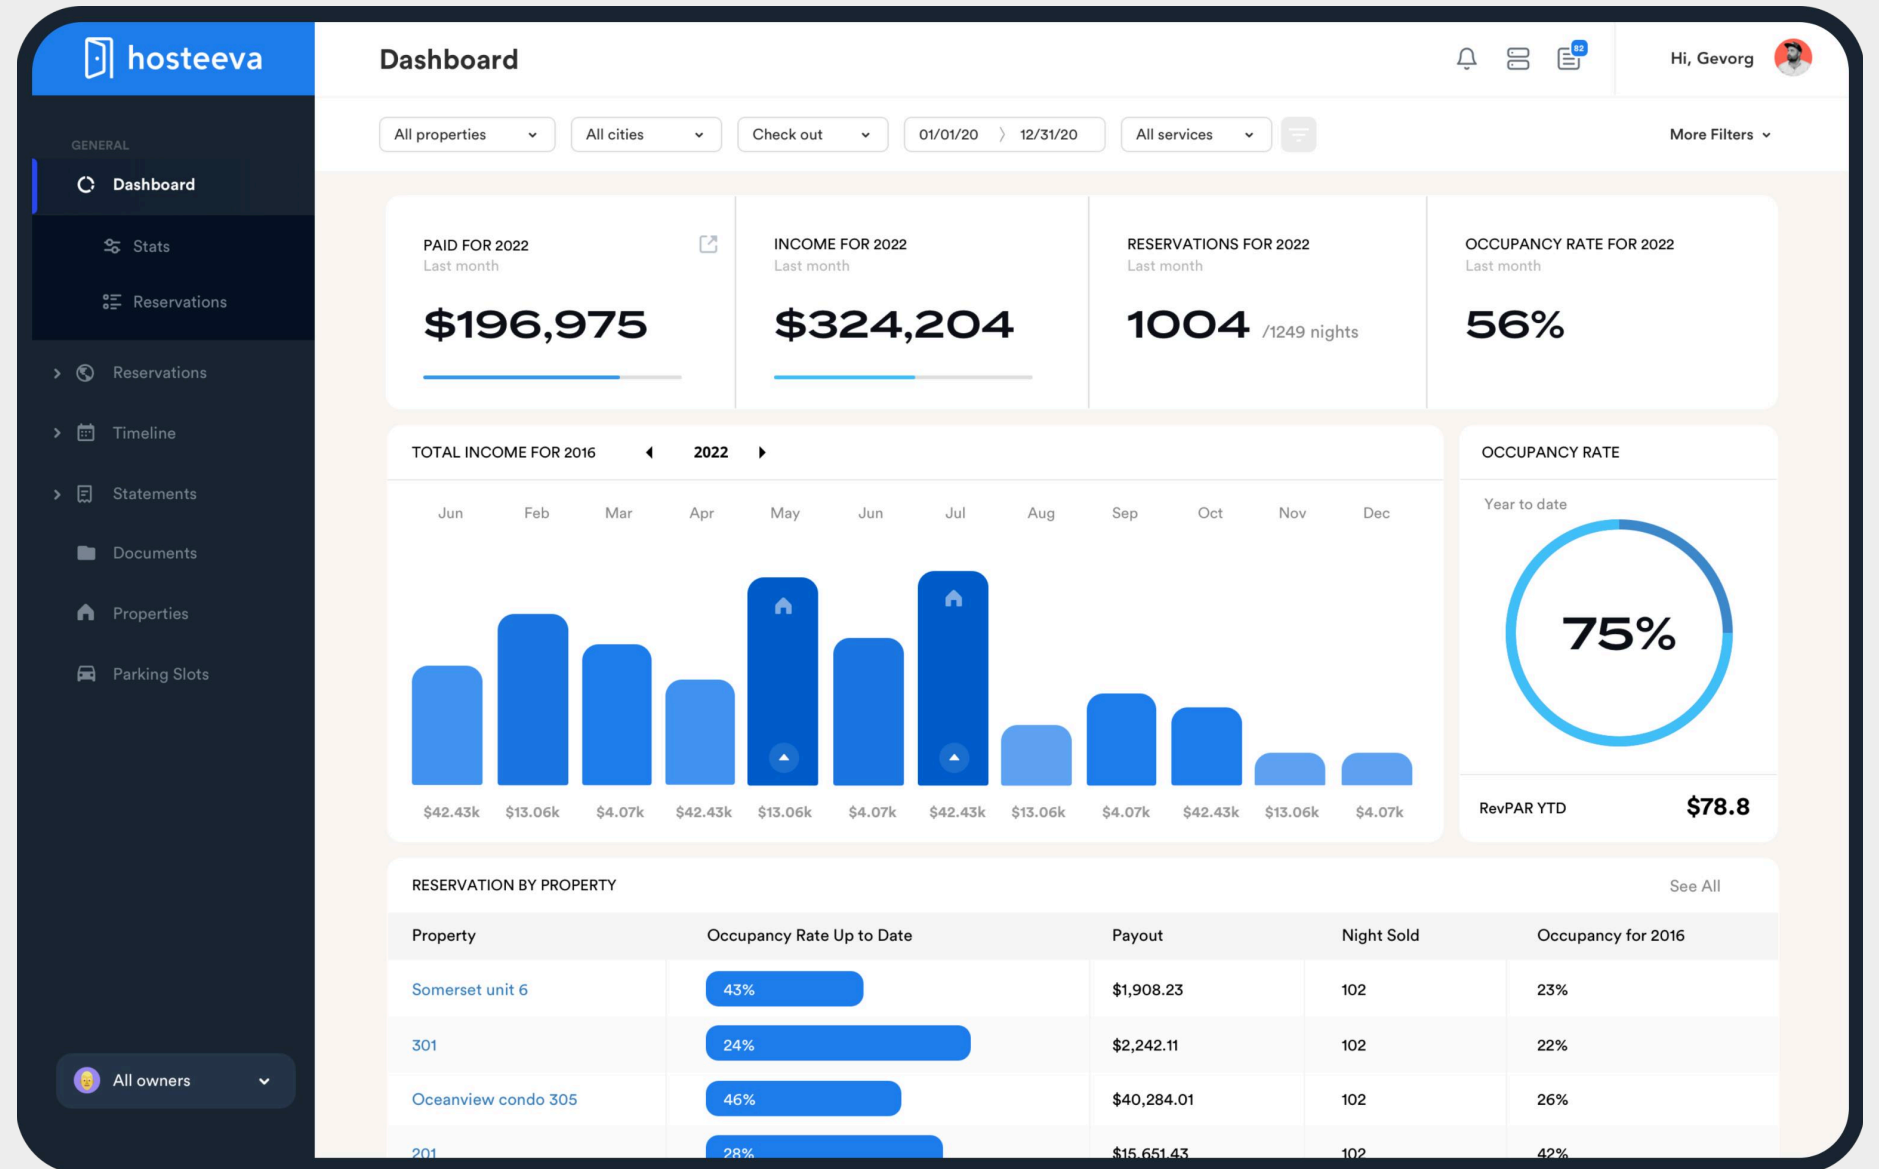 hosteeva
Dashboard
82
Hi, Gevorg
GENERAL
Dashboard
Stats
Reservations
Reservations
Timeline
Statements
Documents
Properties
Parking Slots
All owners
All properties
All cities
Check out
01/01/20 〉 12/31/20
All services
More Filters
PAID FOR 2022
Last month
$196,975
INCOME FOR 2022
Last month
$324,204
RESERVATIONS FOR 2022
Last month
1004 /1249 nights
OCCUPANCY RATE FOR 2022
Last month
56%
TOTAL INCOME FOR 2016 2022
Jun Feb Mar Apr May Jun Jul Aug Sep Oct Nov Dec
$42.43k $13.06k $4.07k $42.43k $13.06k $4.07k $42.43k $13.06k $4.07k $42.43k $13.06k $4.07k
OCCUPANCY RATE
Year to date
75%
RevPAR YTD $78.8
RESERVATION BY PROPERTY See All
Property Occupancy Rate Up to Date Payout Night Sold Occupancy for 2016
Somerset unit 6 43% $1,908.23 102 23%
301 24% $2,242.11 102 22%
Oceanview condo 305 46% $40,284.01 102 26%
201 28% $15,651.43 102 42%